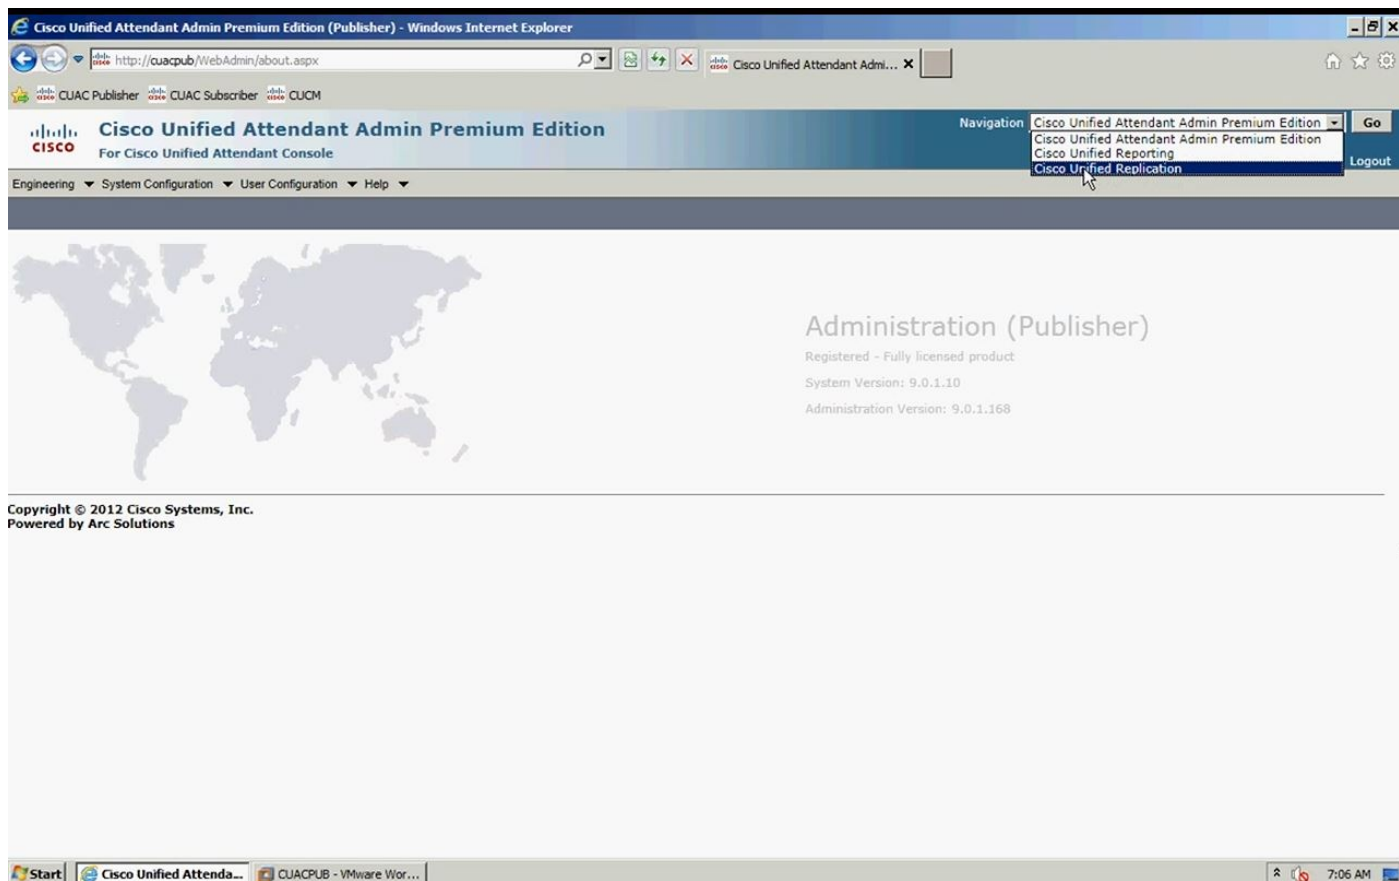 Cisco Unified Attendant Admin Premium Edition (Publisher) - Windows Internet Explorer
http://cuacpub/WebAdmin/about.aspx
Cisco Unified Attendant Admi...
CUAC Publisher CUAC Subscriber CUCM
CISCO
Cisco Unified Attendant Admin Premium Edition
For Cisco Unified Attendant Console
Navigation Cisco Unified Attendant Admin Premium Edition Go
Cisco Unified Attendant Admin Premium Edition
Cisco Unified Reporting
Cisco Unified Replication
Logout
Engineering System Configuration User Configuration Help
Administration (Publisher)
Registered - Fully licensed product
System Version: 9.0.1.10
Administration Version: 9.0.1.168
Copyright © 2012 Cisco Systems, Inc.
Powered by Arc Solutions
Start Cisco Unified Attenda... CUACPUB - VMware Wor... 7:06 AM